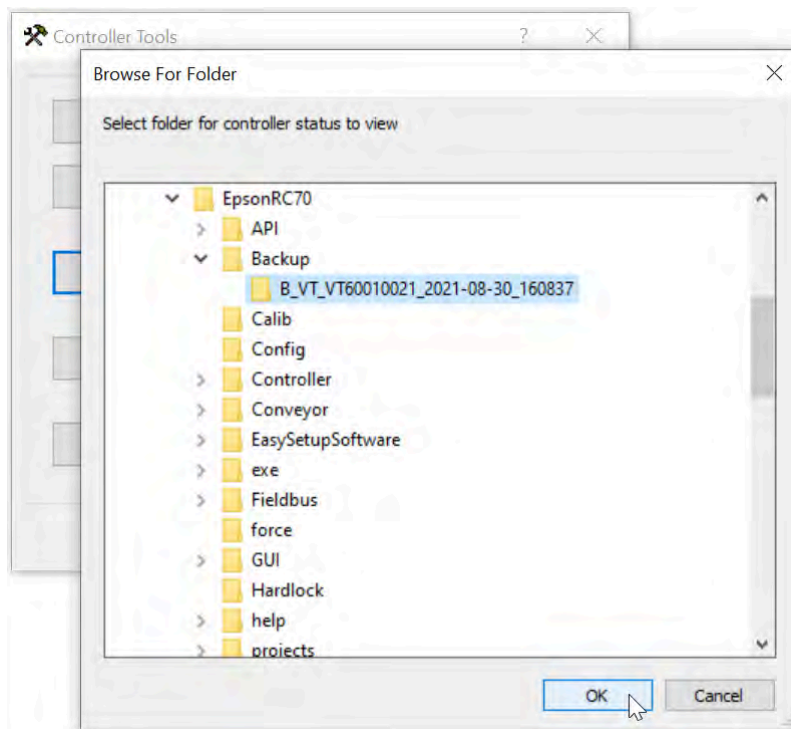 Controller Tools ?
Browse For Folder
Select folder for controller status to view
EpsonRC70
API
Backup
B_VT_VT60010021_2021-08-30_160837
Calib
Config
Controller
Conveyor
EasySetupSoftware
exe
Fieldbus
force
GUI
Hardlock
help
projects
OK Cancel